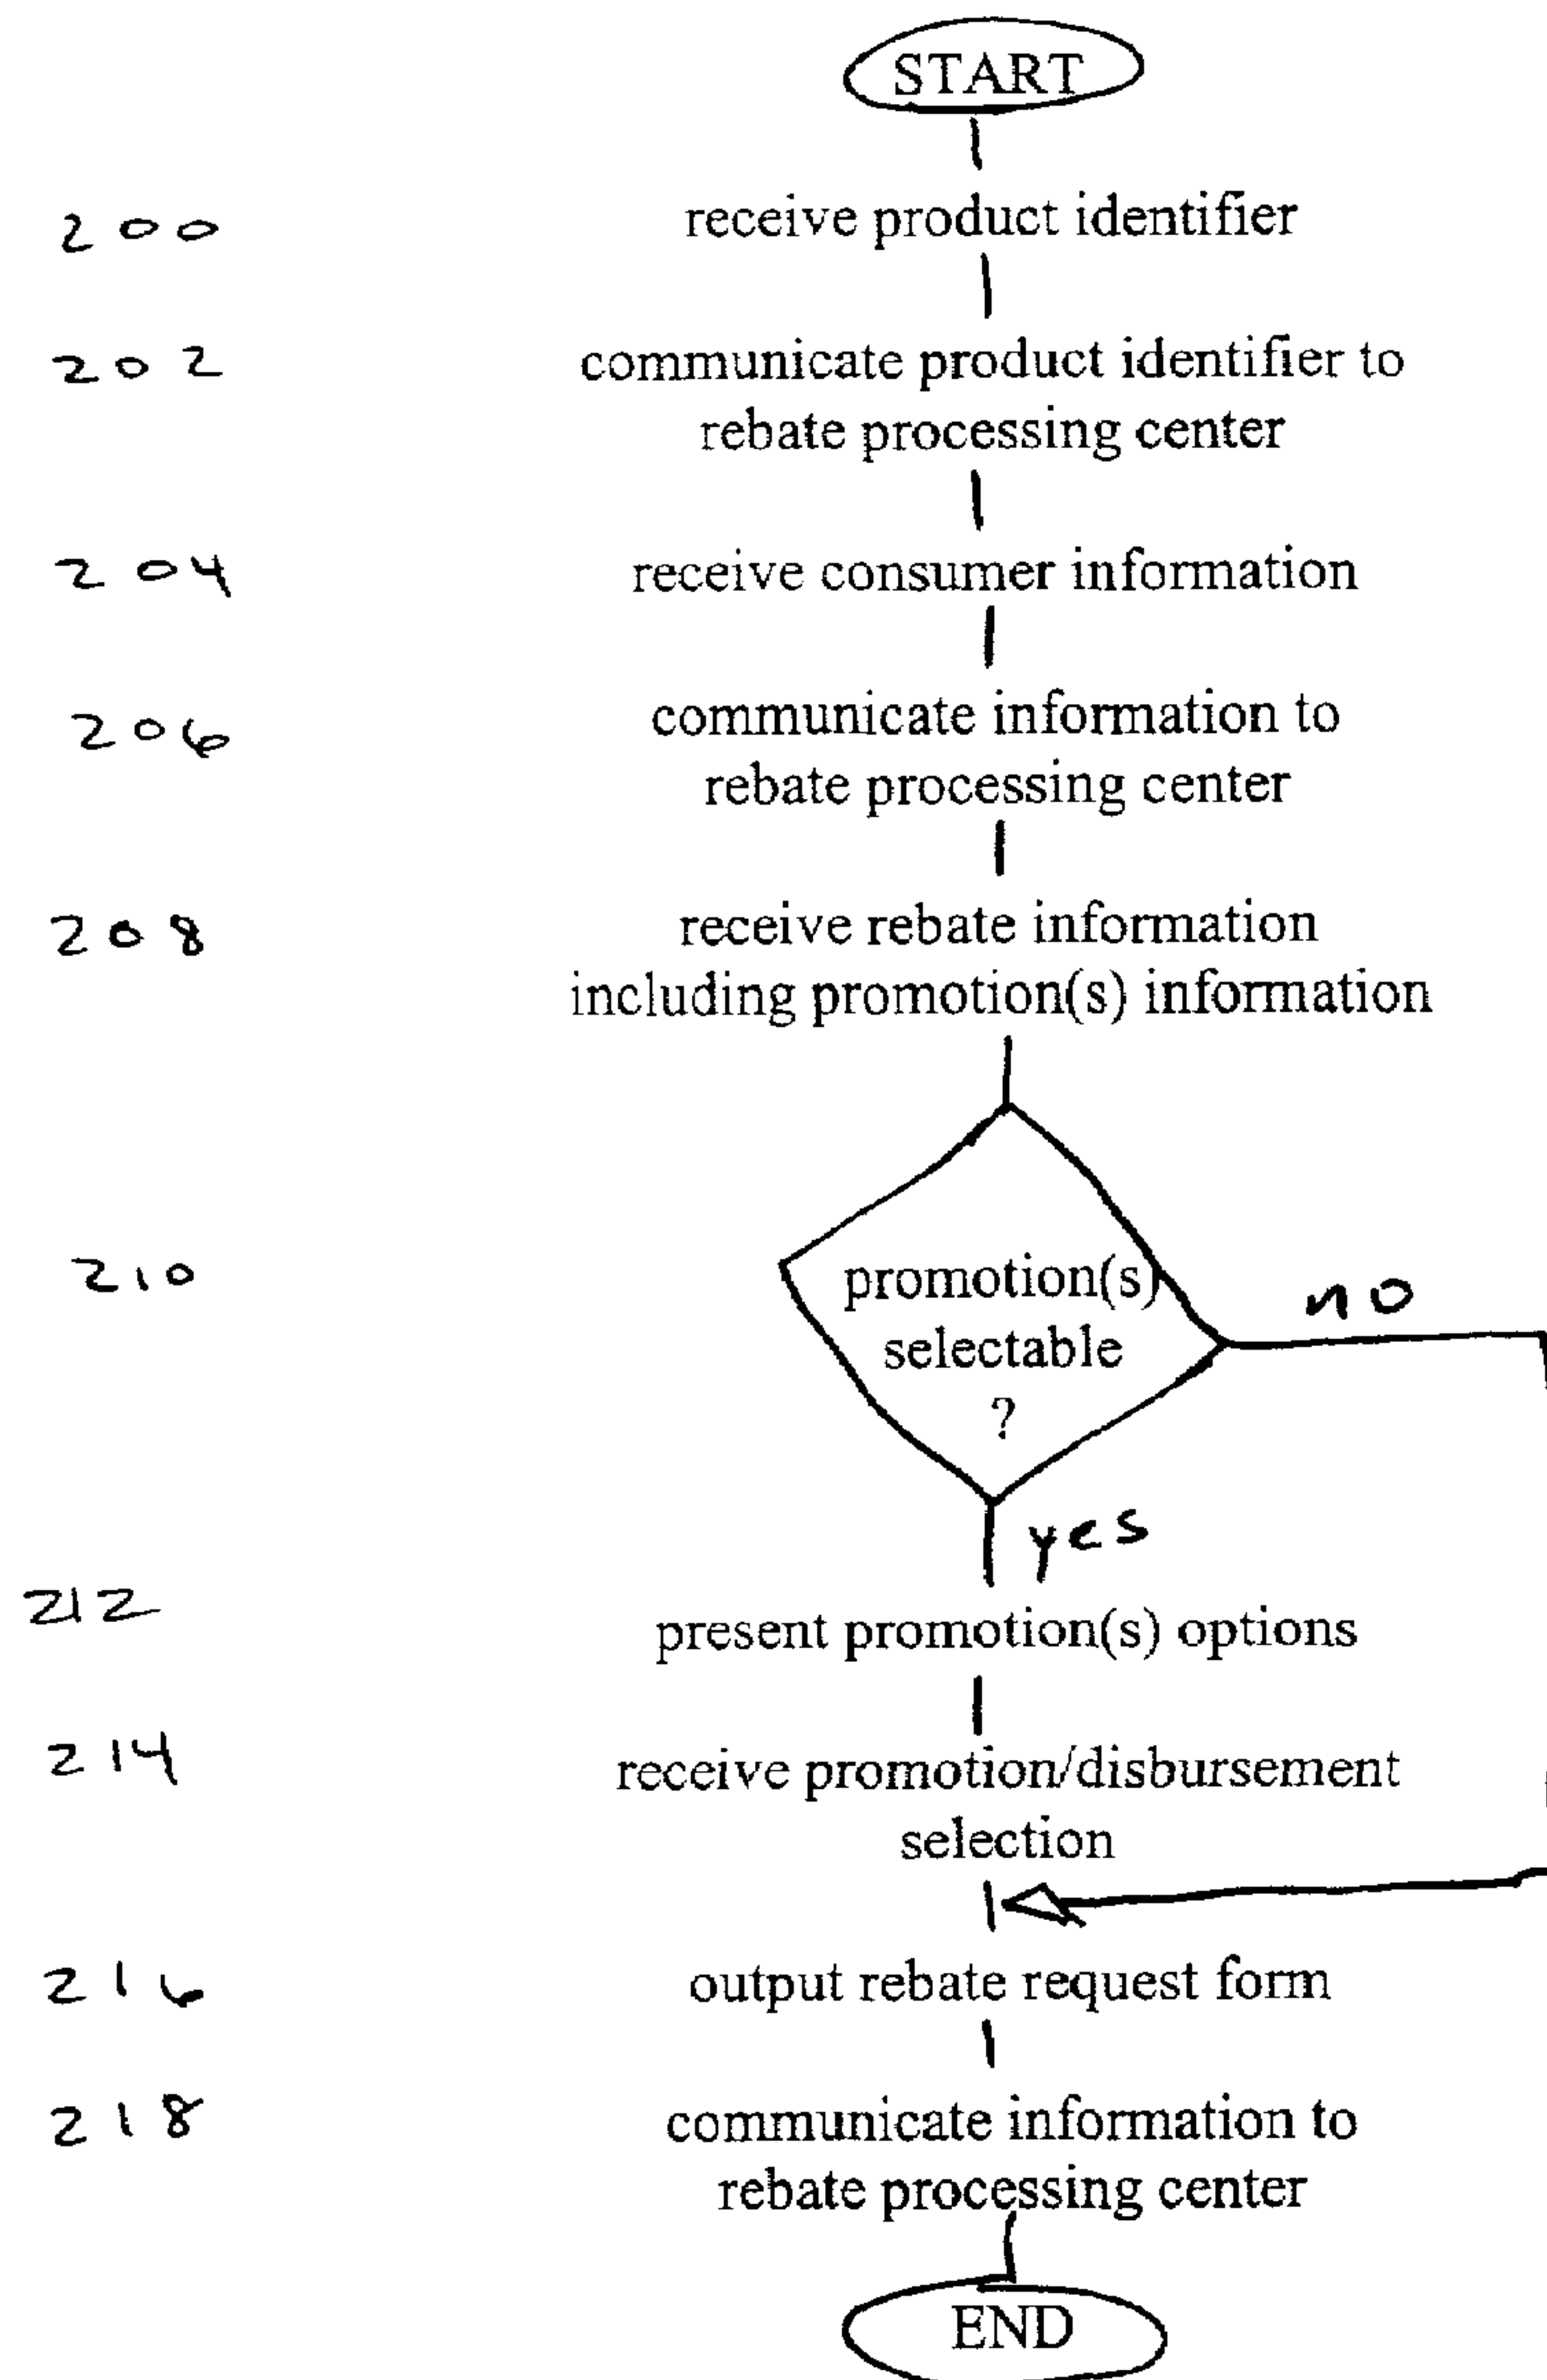 START
200 receive product identifier
202 communicate product identifier to
rebate processing center
204 receive consumer information
206 communicate information to
rebate processing center
208 receive rebate information
including promotion(s) information
210 promotion(s) no
selectable
?
yes
212 present promotion(s) options
214 receive promotion/disbursement
selection
216 output rebate request form
218 communicate information to
rebate processing center
END